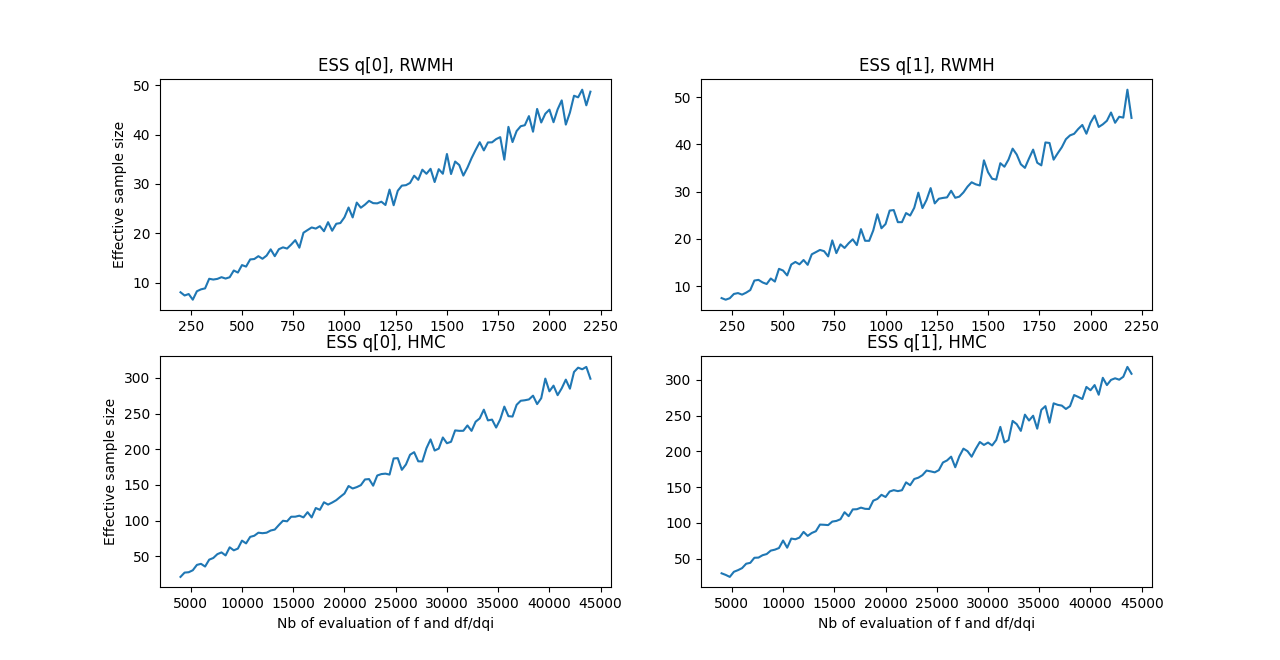 ESS q[0], RWMH
ESS q[1], RWMH
Effective sample size
50
40
30
20
10
50
40
30
20
10
250 500 750 1000 1250 1500 1750 2000 2250
250 500 750 1000 1250 1500 1750 2000 2250
ESS q[0], HMC
ESS q[1], HMC
Effective sample size
300
250
200
150
100
50
300
250
200
150
100
50
5000 10000 15000 20000 25000 30000 35000 40000 45000
5000 10000 15000 20000 25000 30000 35000 40000 45000
Nb of evaluation of f and df/dqi
Nb of evaluation of f and df/dqi